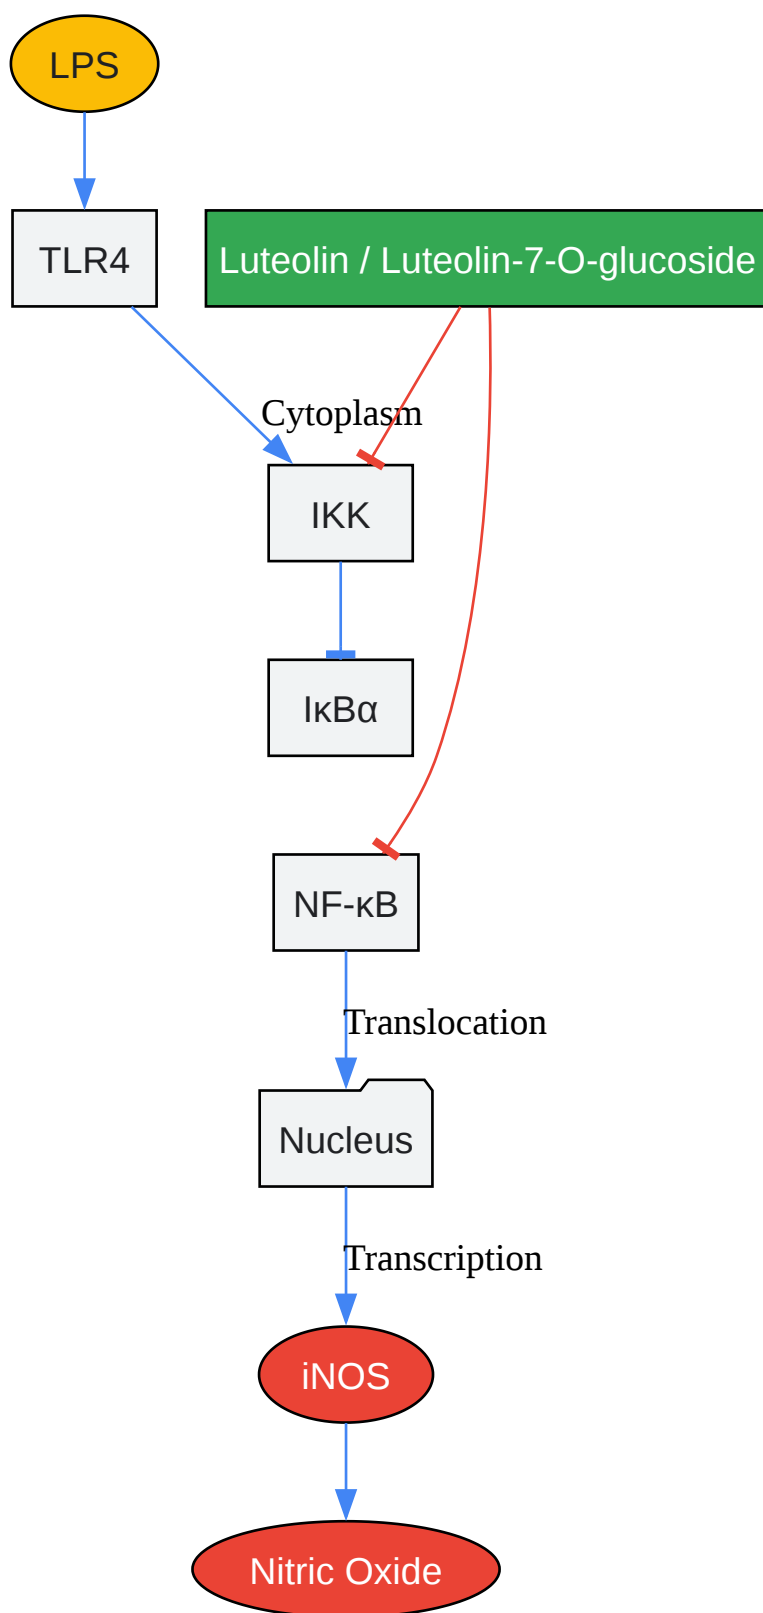 LPS
TLR4
Luteolin / Luteolin-7-O-glucoside
Cytoplasm
IKK
IκBα
NF-κB
Translocation
Nucleus
Transcription
iNOS
Nitric Oxide